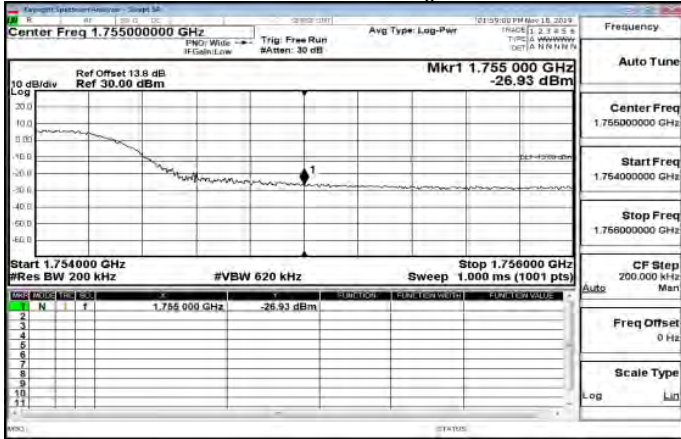 Keysight Spectrum Analyzer - Swept SA
Center Freq 1.755000000 GHz
PNO: Wide
IFGain:Low
Trig: Free Run
#Atten: 30 dB
Avg Type: Log-Pwr
01:59:00 PM Nov 18, 2019
TRACE 1 2 3 4 5 6
TYPE A WWWWW
DET A N N N N N
Ref Offset 13.8 dB
Ref 30.00 dBm
10 dB/div
Log
Mkr1 1.755 000 GHz
-26.93 dBm
20.0
10.0
0.00
-10.0
-20.0
-30.0
-40.0
-50.0
-60.0
1
Start 1.754000 GHz
Stop 1.756000 GHz
#Res BW 200 kHz
#VBW 620 kHz
Sweep 1.000 ms (1001 pts)
MKR MODE TRC SCL X Y FUNCTION FUNCTION WIDTH FUNCTION VALUE
1 N 1 f 1.755 000 GHz -26.93 dBm
2
3
4
5
6
7
8
9
10
11
MSG
STATUS
Frequency
Auto Tune
Center Freq
1.755000000 GHz
Start Freq
1.754000000 GHz
Stop Freq
1.756000000 GHz
CF Step
200.000 kHz
Auto Man
Freq Offset
0 Hz
Scale Type
Log Lin